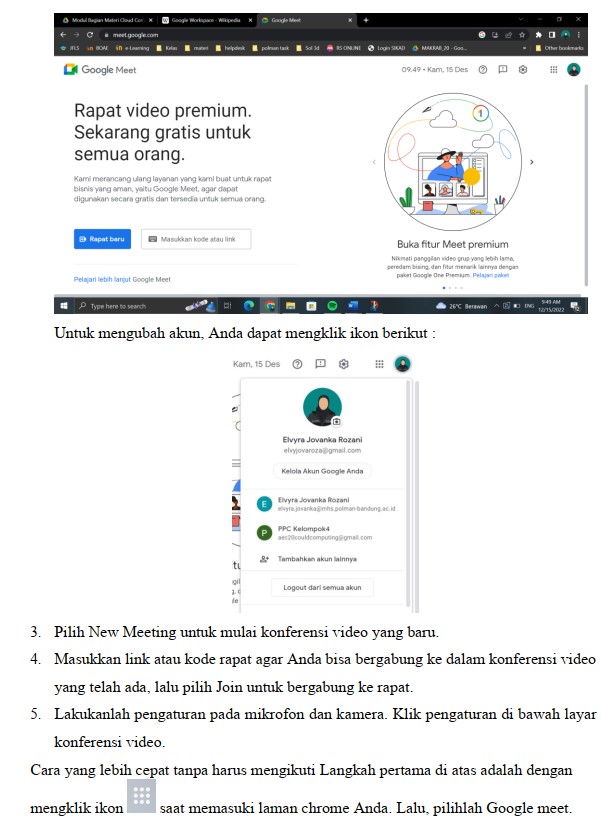 Modul Bagian Materi Cloud Com
Google Workspace - Wikipedia
Google Meet
meet.google.com
e-Learning
Kelas
materi
helpdesk
polman task
Sol 3d
RS ONLINE
Login SIKAD
MAKRAB_20 - Goo...
Other bookmarks
Google Meet
09.49 • Kam, 15 Des
Rapat video premium.
Sekarang gratis untuk
semua orang.
Kami merancang ulang layanan yang kami buat untuk rapat
bisnis yang aman, yaitu Google Meet, agar dapat
digunakan secara gratis dan tersedia untuk semua orang.
Rapat baru
Masukkan kode atau link
Pelajari lebih lanjut Google Meet
1
Buka fitur Meet premium
Nikmati panggilan video grup yang lebih lama,
peredam bising, dan fitur menarik lainnya dengan
paket Google One Premium. Pelajari paket
Type here to search
26°C Berawan
ENG
9:49 AM
12/15/2022
Untuk mengubah akun, Anda dapat mengklik ikon berikut :
Kam, 15 Des
Elvyra Jovanka Rozani
elvyjovaroza@gmail.com
Kelola Akun Google Anda
E
Elvyra Jovanka Rozani
elvyra.jovanka@mhs.polman-bandung.ac.id
P
PPC Kelompok4
aec20couldcomputing@gmail.com
Tambahkan akun lainnya
Logout dari semua akun
3. Pilih New Meeting untuk mulai konferensi video yang baru.
4. Masukkan link atau kode rapat agar Anda bisa bergabung ke dalam konferensi video
yang telah ada, lalu pilih Join untuk bergabung ke rapat.
5. Lakukanlah pengaturan pada mikrofon dan kamera. Klik pengaturan di bawah layar
konferensi video.
Cara yang lebih cepat tanpa harus mengikuti Langkah pertama di atas adalah dengan
mengklik ikon saat memasuki laman chrome Anda. Lalu, pilihlah Google meet.